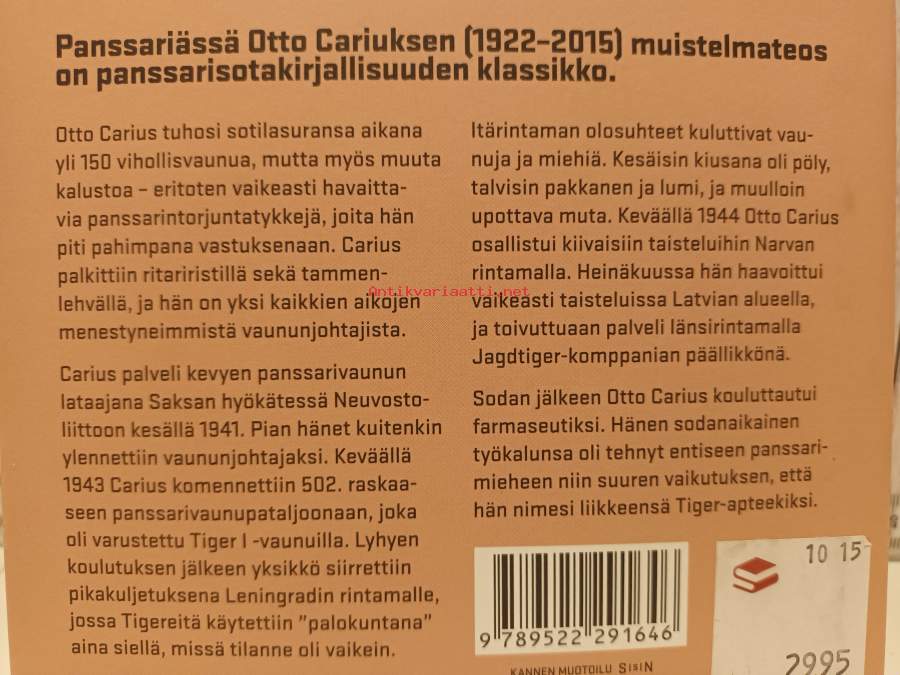 Panssariässä Otto Cariuksen (1922–2015) muistelmateos
on panssarisotakirjallisuuden klassikko.
Otto Carius tuhosi sotilasuransa aikana
yli 150 vihollisvaunua, mutta myös muuta
kalustoa – eritoten vaikeasti havaitta-
via panssarintorjuntatykkejä, joita hän
piti pahimpana vastuksenaan. Carius
palkittiin ritariristillä sekä tammen-
lehvällä, ja hän on yksi kaikkien aikojen
menestyneimmistä vaununjohtajista.
Carius palveli kevyen panssarivaunun
lataajana Saksan hyökätessä Neuvosto-
liittoon kesällä 1941. Pian hänet kuitenkin
ylennettiin vaununjohtajaksi. Keväällä
1943 Carius komennettiin 502. raskaa-
seen panssarivaunupataljoonaan, joka
oli varustettu Tiger I -vaunuilla. Lyhyen
koulutuksen jälkeen yksikkö siirrettiin
pikakuljetuksena Leningradin rintamalle,
jossa Tigereitä käytettiin ”palokuntana”
aina siellä, missä tilanne oli vaikein.
Itärintaman olosuhteet kuluttivat vau-
nuja ja miehiä. Kesäisin kiusana oli pöly,
talvisin pakkanen ja lumi, ja muulloin
upottava muta. Keväällä 1944 Otto Carius
osallistui kiivaisiin taisteluihin Narvan
rintamalla. Heinäkuussa hän haavoittui
vaikeasti taisteluissa Latvian alueella,
ja toivuttuaan palveli länsirintamalla
Jagdtiger-komppanian päällikkönä.
Sodan jälkeen Otto Carius kouluttautui
farmaseutiksi. Hänen sodanaikainen
työkalunsa oli tehnyt entiseen panssari-
mieheen niin suuren vaikutuksen, että
hän nimesi liikkeensä Tiger-apteekiksi.
Antikvariaatti.net
9 789522 291646
KANNEN MUOTOILU SISIN
10 15-
2995